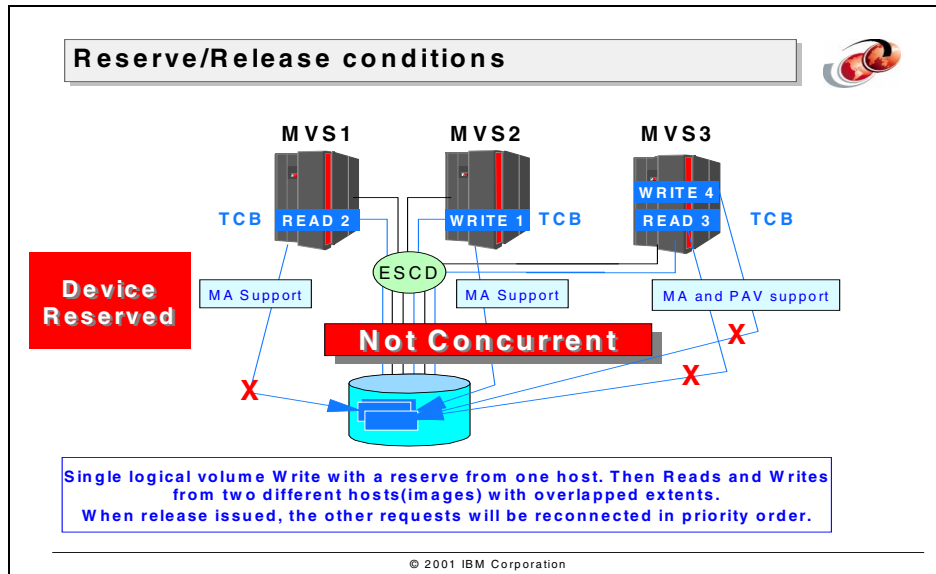 Reserve/Release conditions
MVS1
MVS2
MVS3
WRITE 4
TCB
READ 2
WRITE 1
TCB
READ 3
TCB
ESCD
Device
Reserved
MA Support
MA Support
MA and PAV support
Not Concurrent
X
X
X
Single logical volume Write with a reserve from one host. Then Reads and Writes
from two different hosts(images) with overlapped extents.
When release issued, the other requests will be reconnected in priority order.
© 2001 IBM Corporation